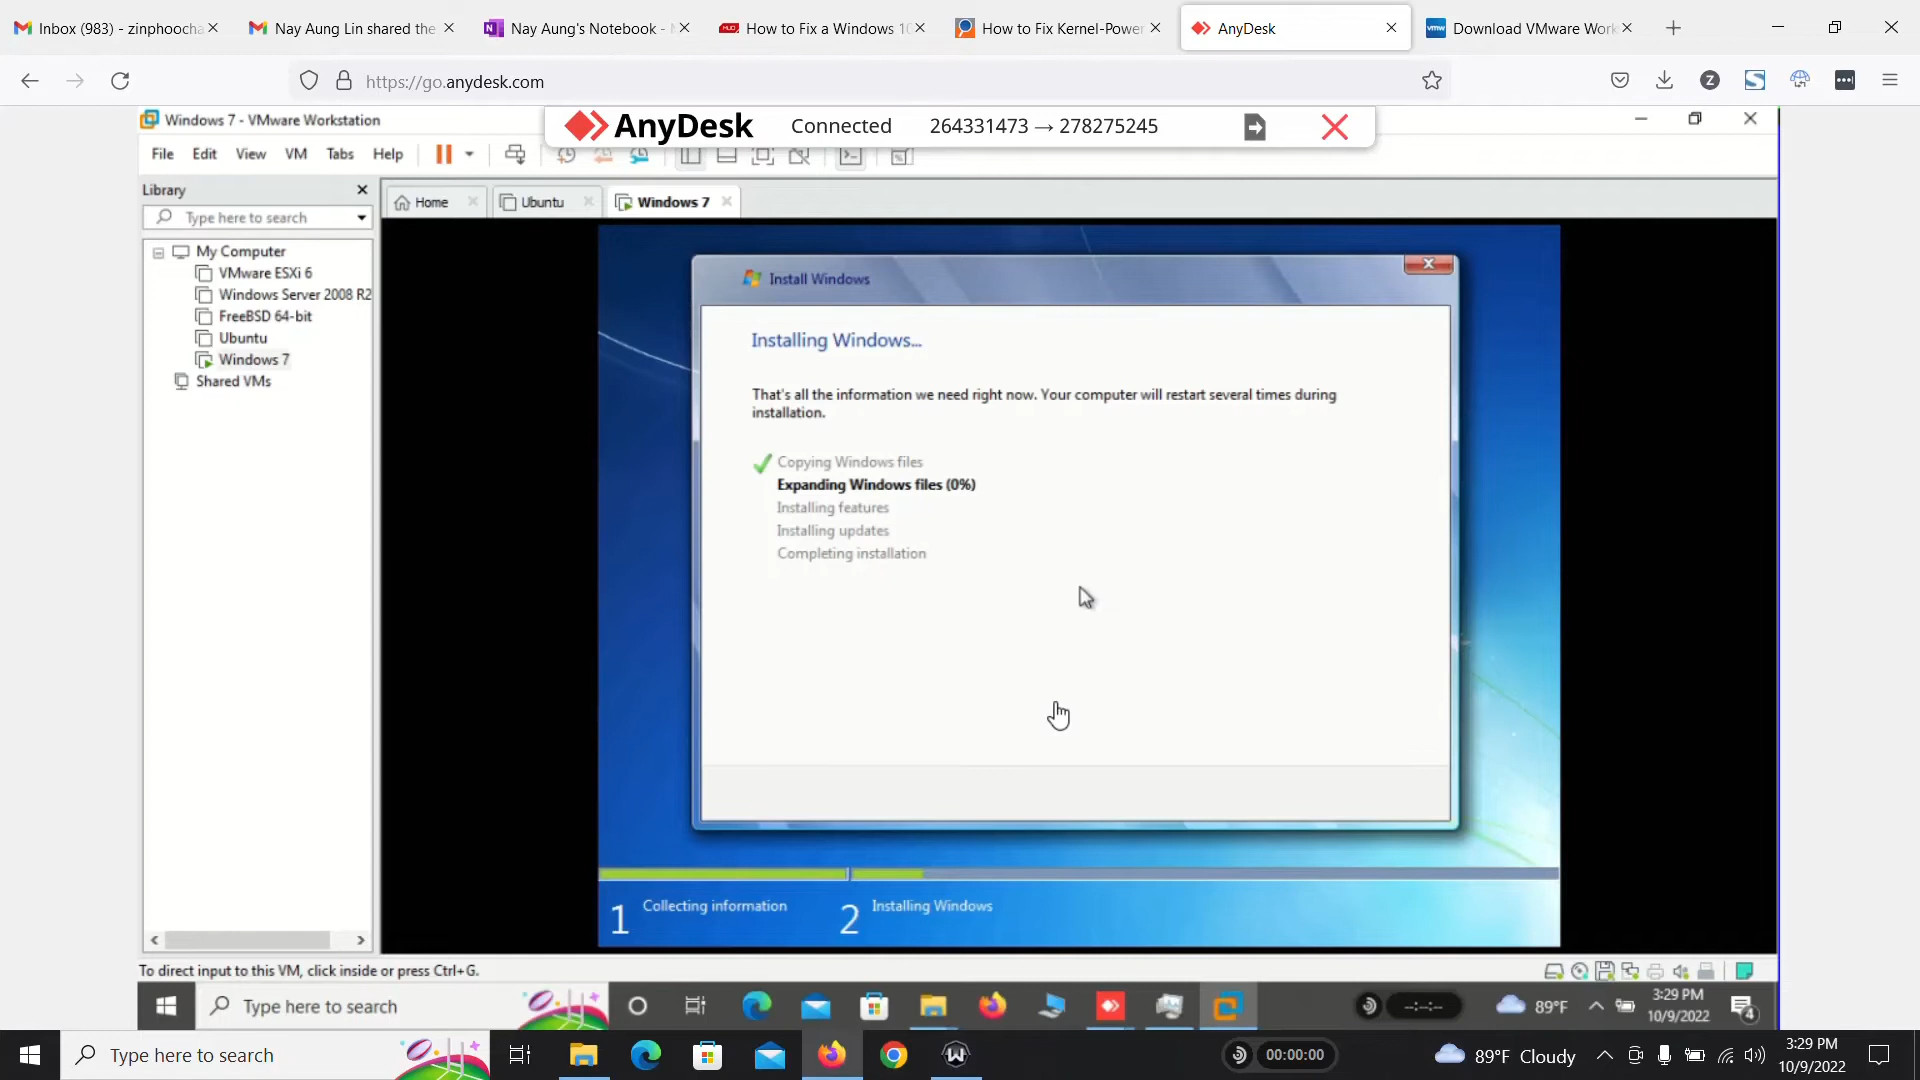 Inbox (983) - zinphoocha
Nay Aung Lin shared the
Nay Aung's Notebook - M
How to Fix a Windows 10
How to Fix Kernel-Power
AnyDesk
Download VMware Work
https://go.anydesk.com
Windows 7 - VMware Workstation
AnyDesk Connected 264331473 → 278275245
File Edit View VM Tabs Help
Library
Type here to search
Home
Ubuntu
Windows 7
My Computer
VMware ESXi 6
Windows Server 2008 R2
FreeBSD 64-bit
Ubuntu
Windows 7
Shared VMs
Install Windows
Installing Windows...
That's all the information we need right now. Your computer will restart several times during
installation.
Copying Windows files
Expanding Windows files (0%)
Installing features
Installing updates
Completing installation
1 Collecting information
2 Installing Windows
To direct input to this VM, click inside or press Ctrl+G.
Type here to search
--:--:--
89°F
3:29 PM
10/9/2022
4
Type here to search
00:00:00
89°F Cloudy
3:29 PM
10/9/2022